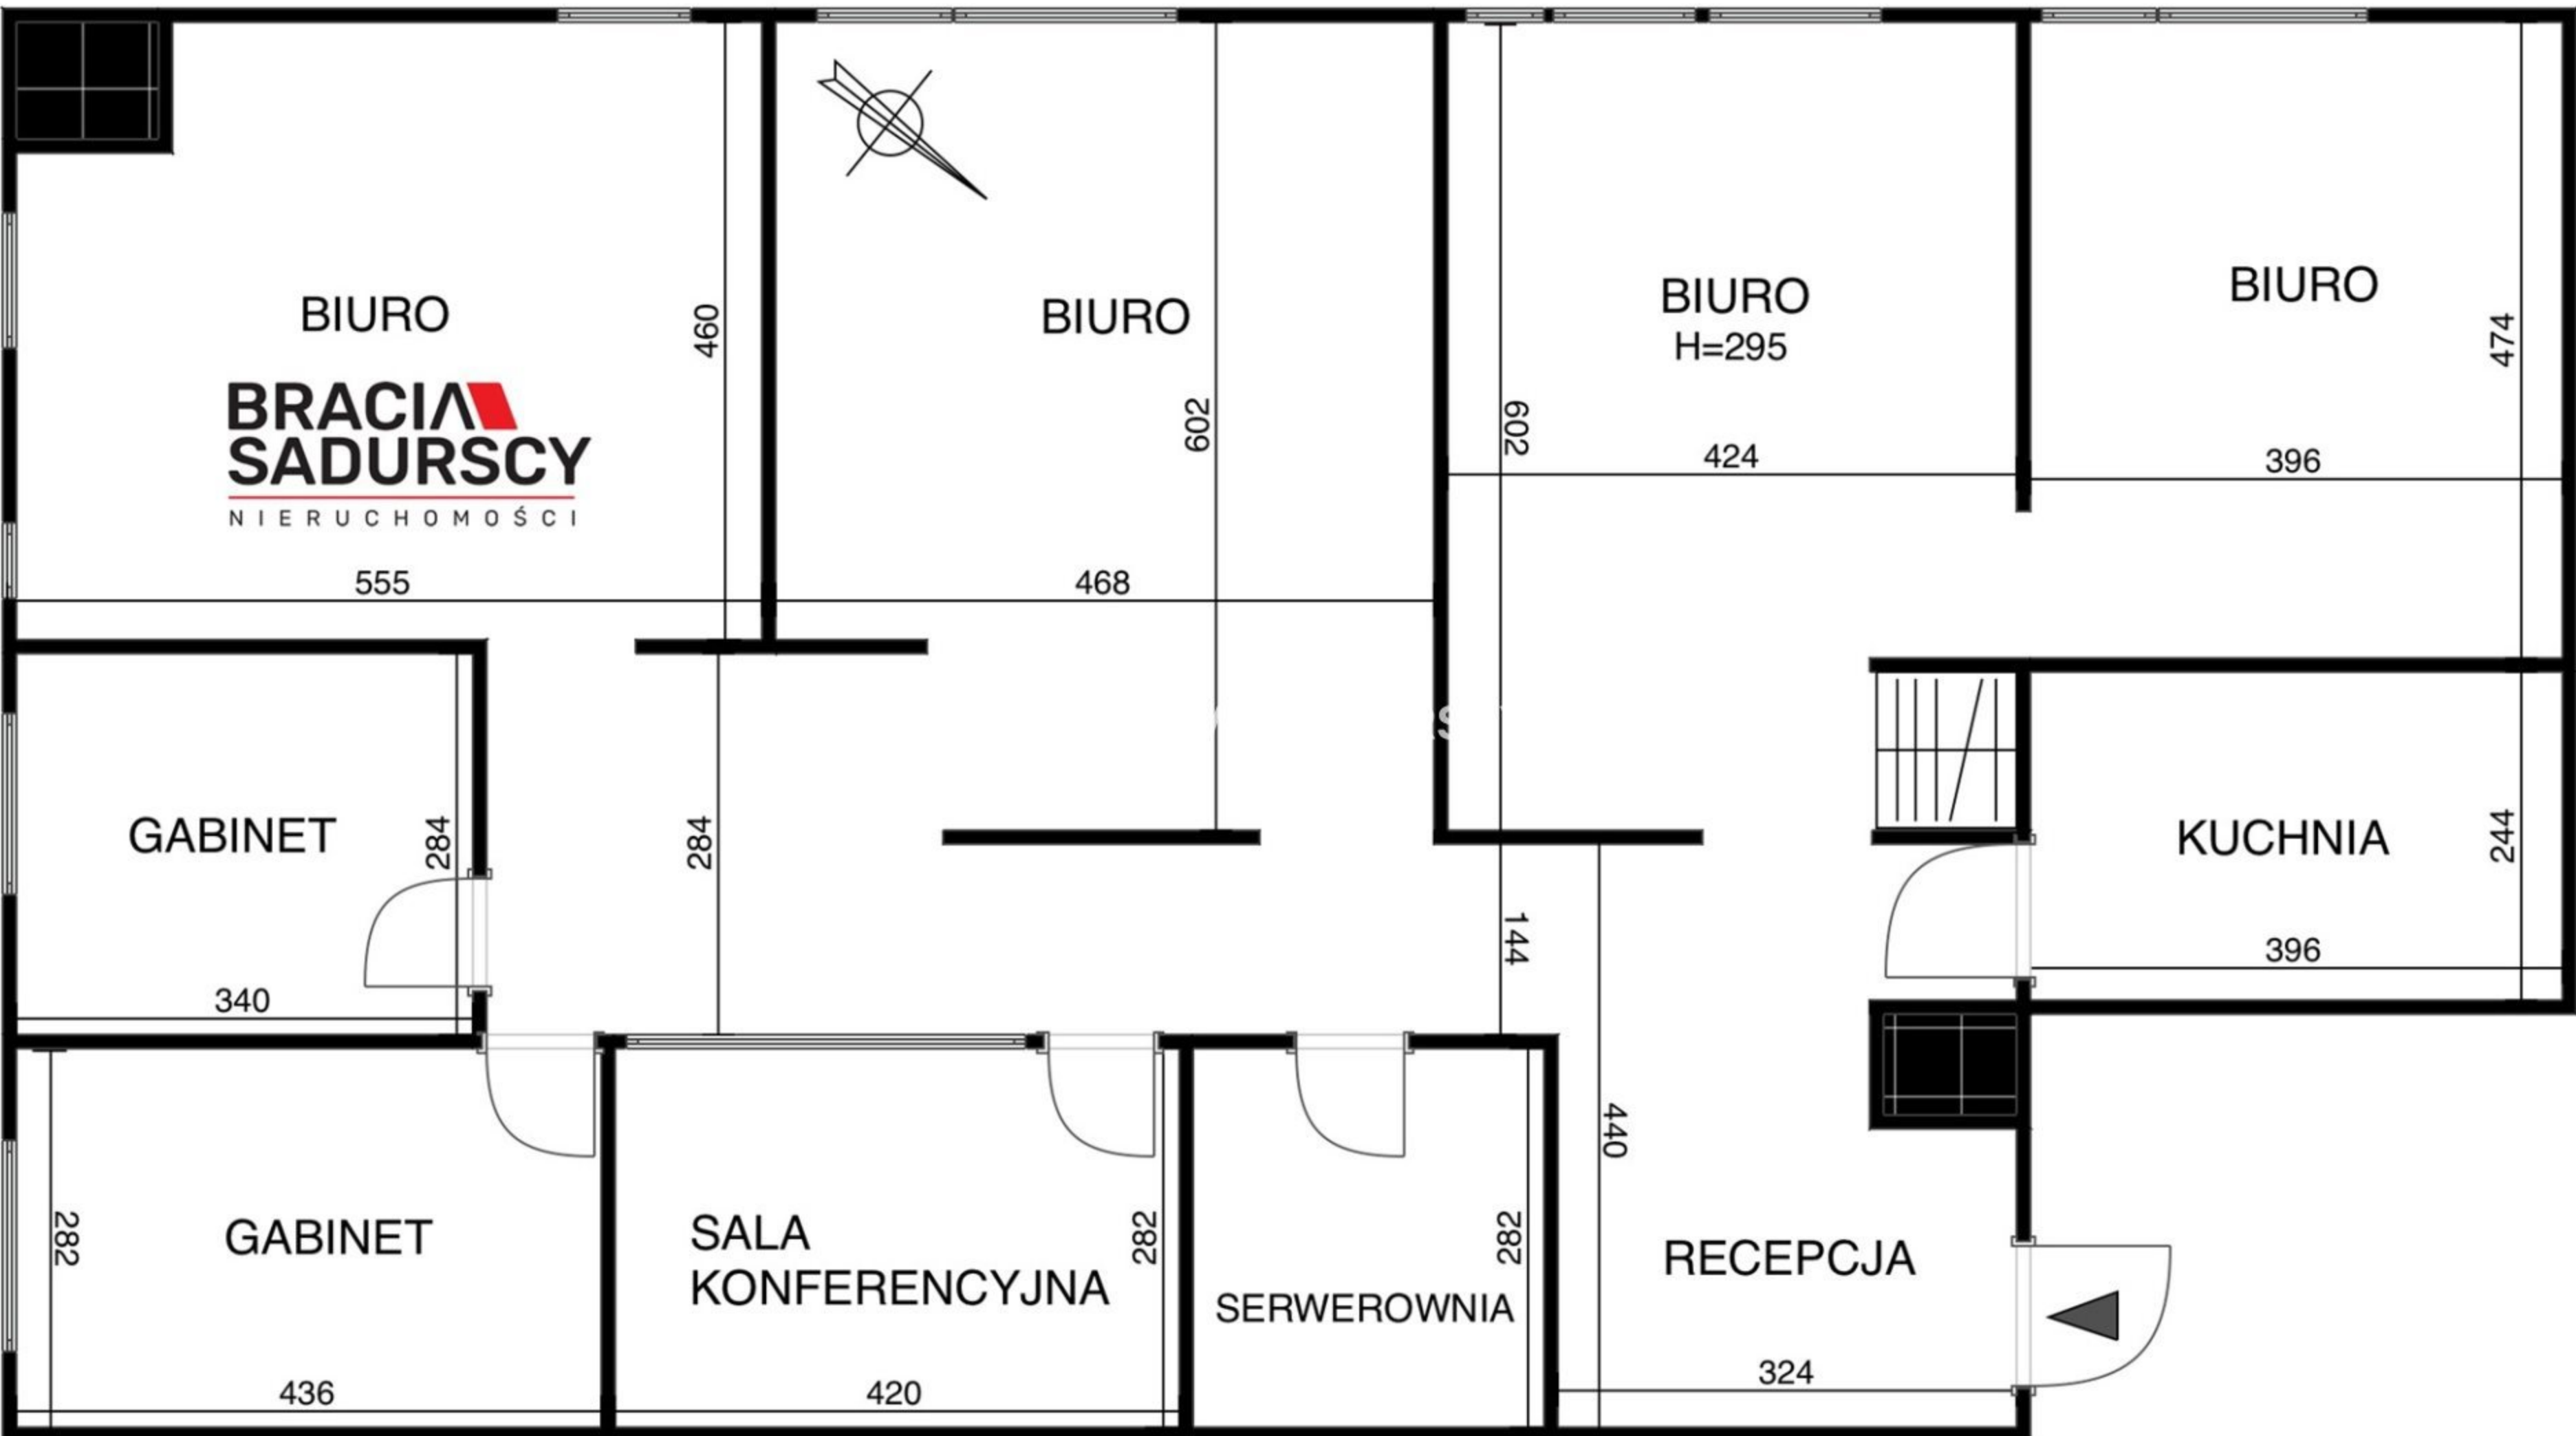 BIURO
BRACIA
SADURSCY
NIERUCHOMOŚCI
555
460
BIURO
602
468
BIURO
H=295
602
424
BIURO
474
396
GABINET
284
340
284
144
KUCHNIA
244
396
GABINET
282
436
SALA
KONFERENCYJNA
282
420
SERWEROWNIA
282
440
RECEPCJA
324